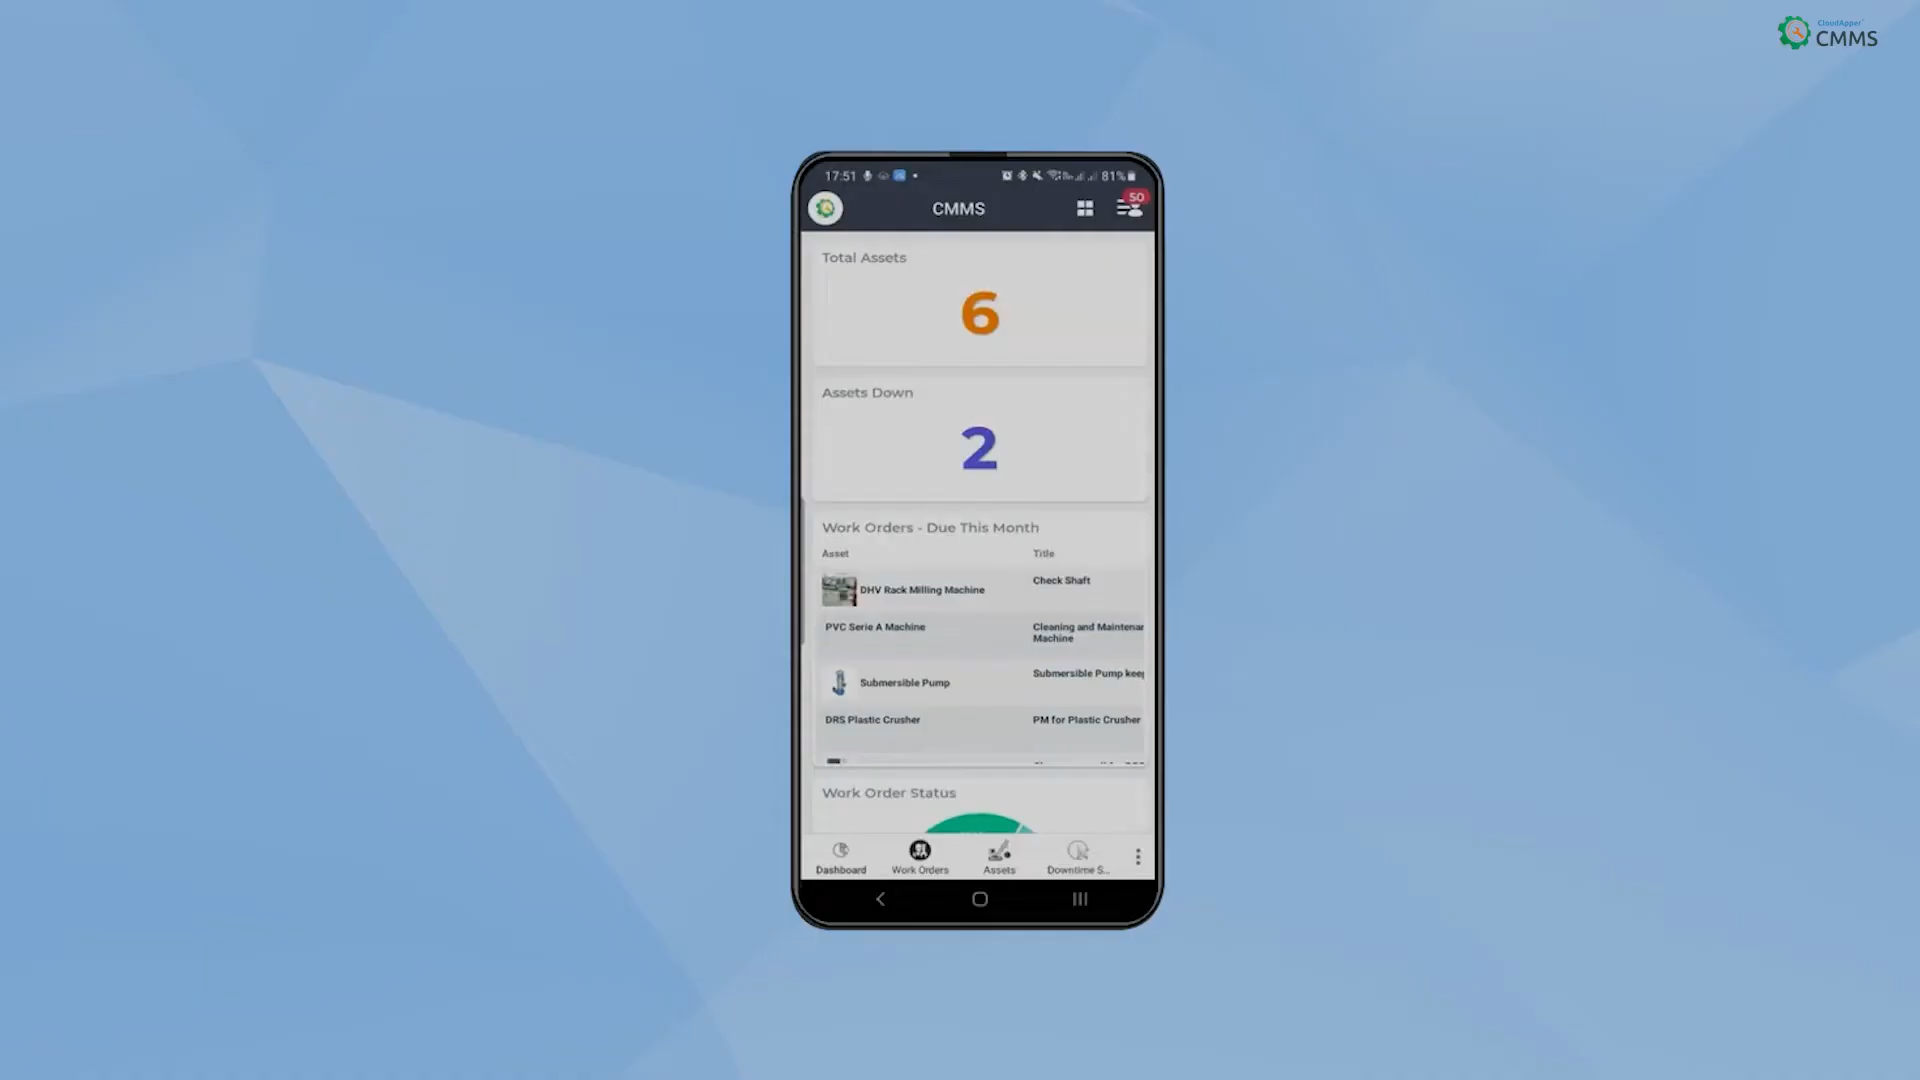 CloudApper
CMMS
17:51
81%
CMMS
50
Total Assets
6
Assets Down
2
Work Orders - Due This Month
Asset Title
DHV Rack Milling Machine Check Shaft
PVC Serie A Machine Cleaning and Maintenan
Machine
Submersible Pump Submersible Pump keep
DRS Plastic Crusher PM for Plastic Crusher
Work Order Status
Dashboard Work Orders Assets Downtime S...